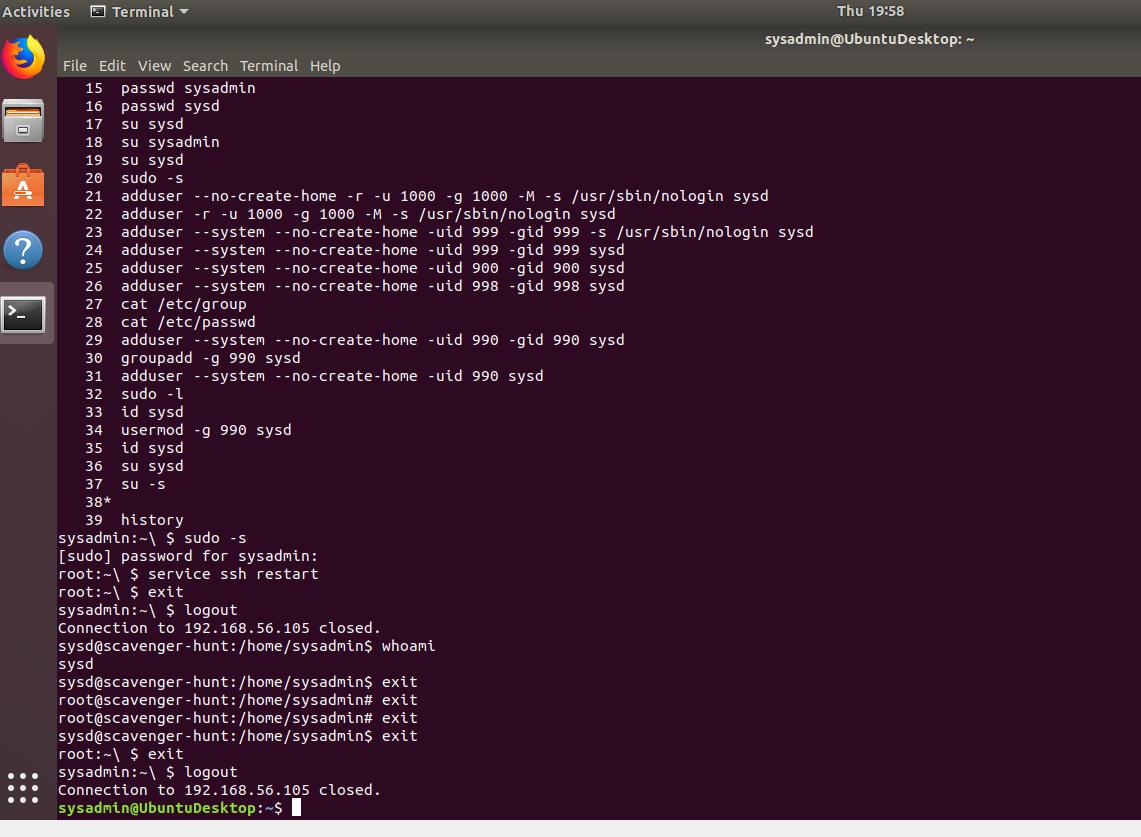 Activities Terminal Thu 19:58
sysadmin@UbuntuDesktop: ~
File Edit View Search Terminal Help
15 passwd sysadmin
16 passwd sysd
17 su sysd
18 su sysadmin
19 su sysd
20 sudo -s
21 adduser --no-create-home -r -u 1000 -g 1000 -M -s /usr/sbin/nologin sysd
22 adduser -r -u 1000 -g 1000 -M -s /usr/sbin/nologin sysd
23 adduser --system --no-create-home -uid 999 -gid 999 -s /usr/sbin/nologin sysd
24 adduser --system --no-create-home -uid 999 -gid 999 sysd
25 adduser --system --no-create-home -uid 900 -gid 900 sysd
26 adduser --system --no-create-home -uid 998 -gid 998 sysd
27 cat /etc/group
28 cat /etc/passwd
29 adduser --system --no-create-home -uid 990 -gid 990 sysd
30 groupadd -g 990 sysd
31 adduser --system --no-create-home -uid 990 sysd
32 sudo -l
33 id sysd
34 usermod -g 990 sysd
35 id sysd
36 su sysd
37 su -s
38*
39 history
sysadmin:~\ $ sudo -s
[sudo] password for sysadmin:
root:~\ $ service ssh restart
root:~\ $ exit
sysadmin:~\ $ logout
Connection to 192.168.56.105 closed.
sysd@scavenger-hunt:/home/sysadmin$ whoami
sysd
sysd@scavenger-hunt:/home/sysadmin$ exit
root@scavenger-hunt:/home/sysadmin# exit
root@scavenger-hunt:/home/sysadmin# exit
sysd@scavenger-hunt:/home/sysadmin$ exit
root:~\ $ exit
sysadmin:~\ $ logout
Connection to 192.168.56.105 closed.
sysadmin@UbuntuDesktop:~$